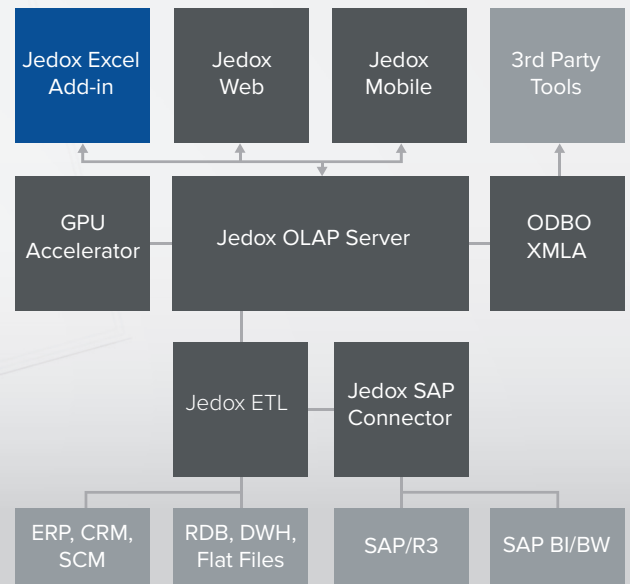 Jedox Excel
Add-in
Jedox
Web
Jedox
Mobile
3rd Party
Tools
GPU
Accelerator
Jedox OLAP Server
ODBO
XMLA
Jedox ETL
Jedox SAP
Connector
ERP, CRM,
SCM
RDB, DWH,
Flat Files
SAP/R3
SAP BI/BW